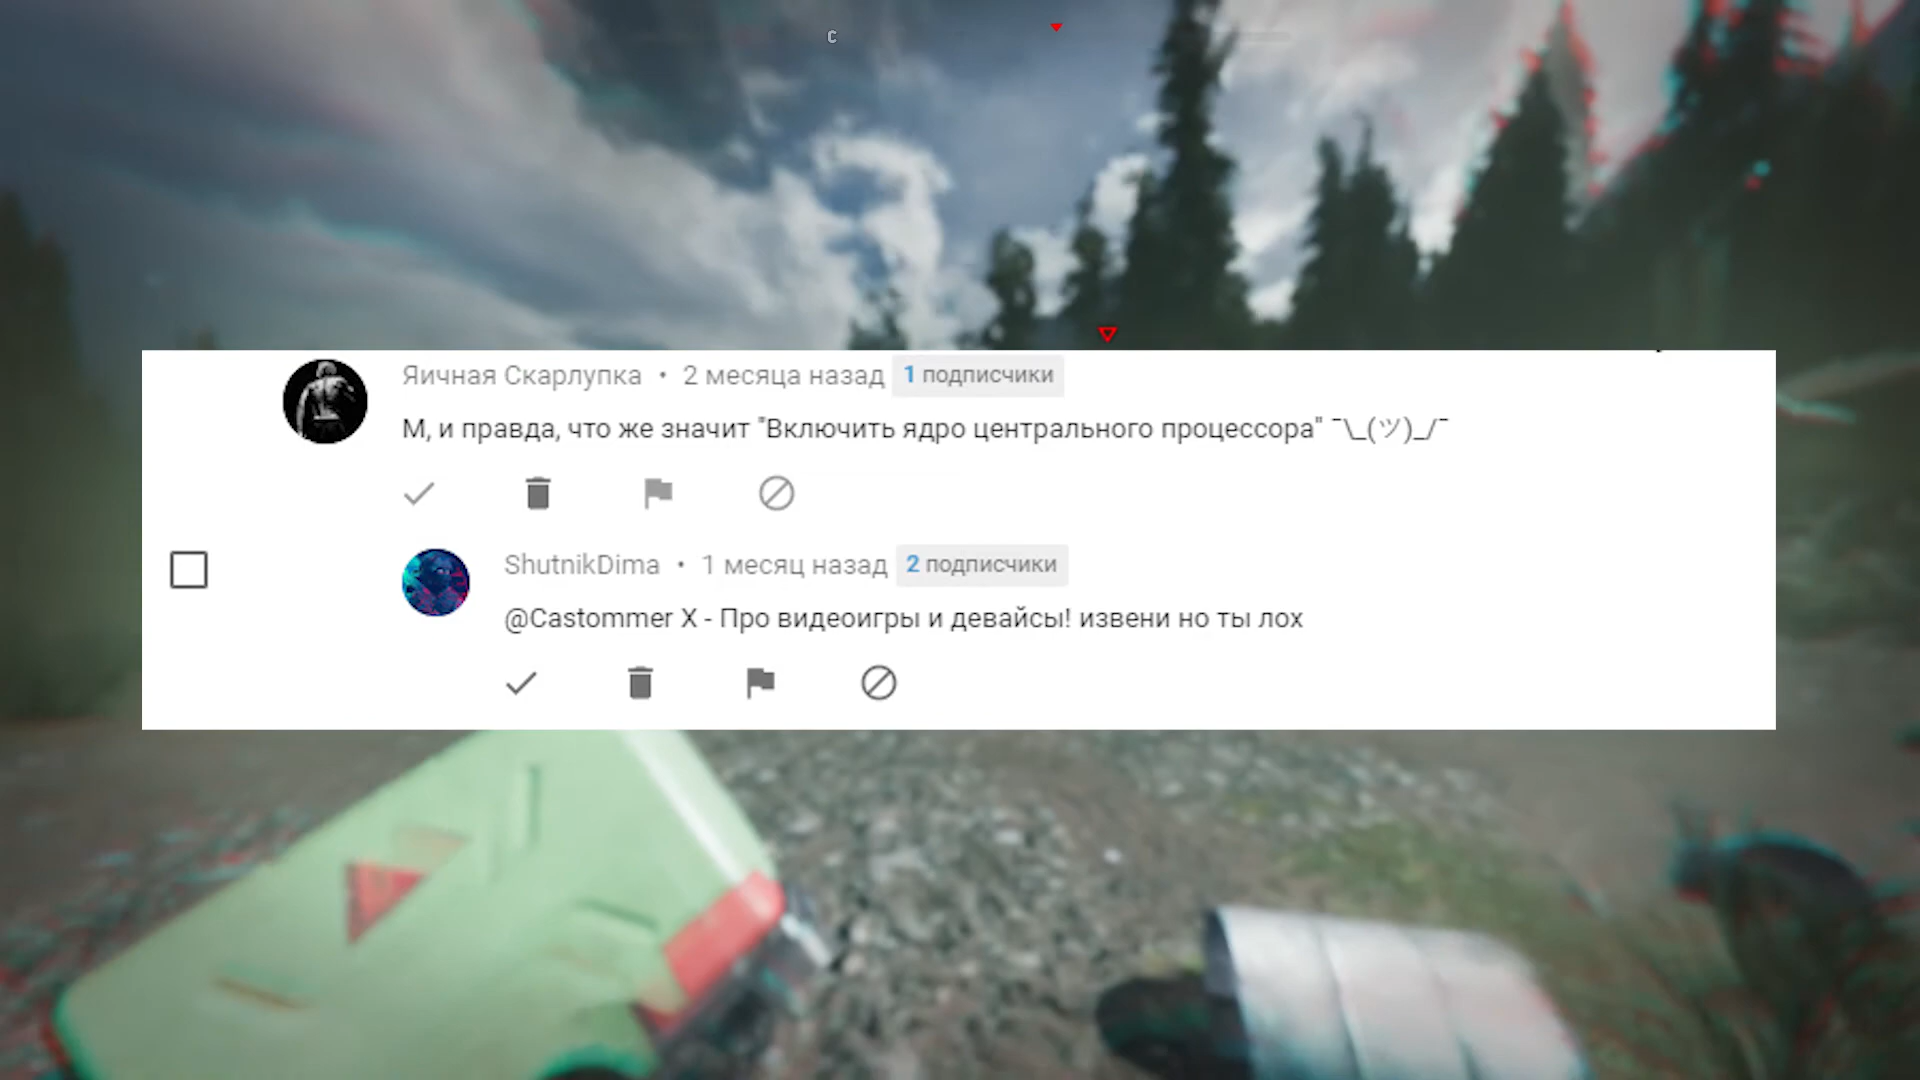 С
Яичная Скарлупка • 2 месяца назад 1 подписчики
М, и правда, что же значит "Включить ядро центрального процессора" ¯\_(ツ)_/¯
ShutnikDima • 1 месяц назад 2 подписчики
@Castommer X - Про видеоигры и девайсы! извени но ты лох